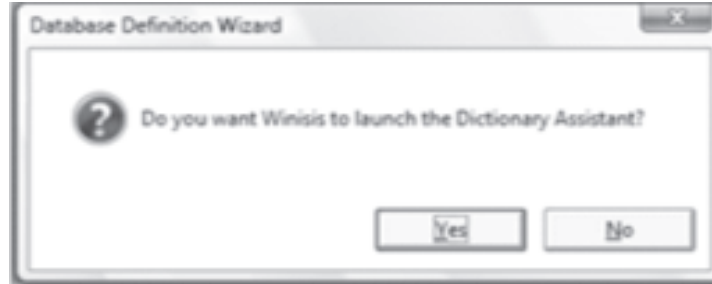 Database Definition Wizard
Do you want Winisis to launch the Dictionary Assistant?
Yes
No